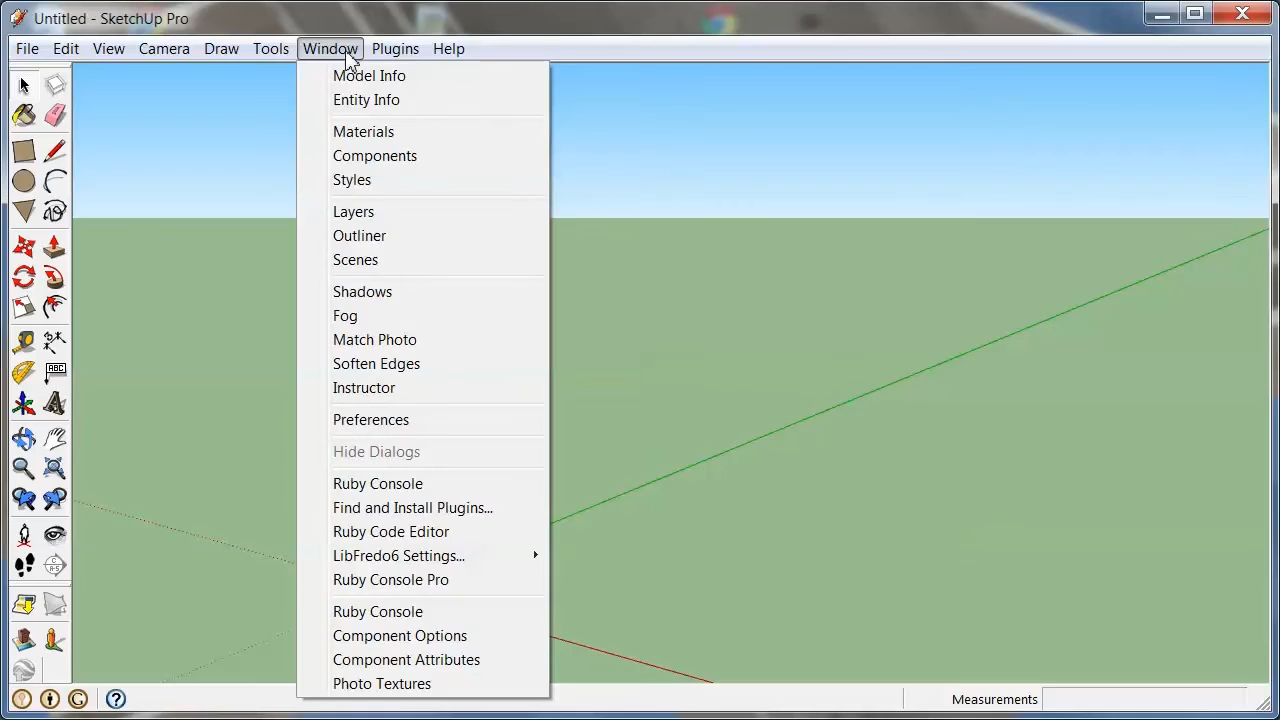 Untitled - SketchUp Pro
File Edit View Camera Draw Tools Window Plugins Help
Model Info
Entity Info
Materials
Components
Styles
Layers
Outliner
Scenes
Shadows
Fog
Match Photo
Soften Edges
Instructor
Preferences
Hide Dialogs
Ruby Console
Find and Install Plugins...
Ruby Code Editor
LibFredo6 Settings...
Ruby Console Pro
Ruby Console
Component Options
Component Attributes
Photo Textures
ABC
Measurements